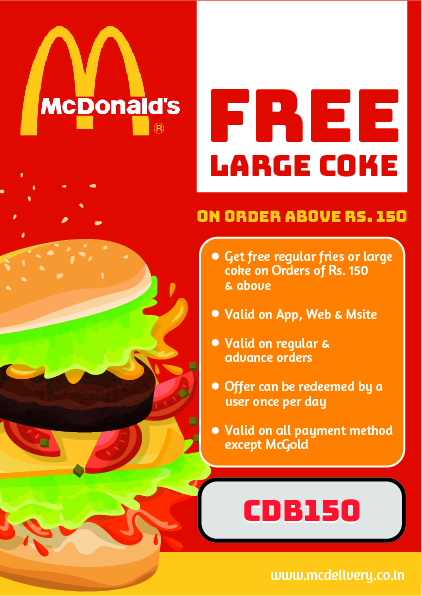 McDonald's
®
FREE
LARGE COKE
ON ORDER ABOVE RS. 150
Get free regular fries or large
coke on Orders of Rs. 150
& above
Valid on App, Web & Msite
Valid on regular &
advance orders
Offer can be redeemed by a
user once per day
Valid on all payment method
except McGold
CDB150
www.mcdelivery.co.in